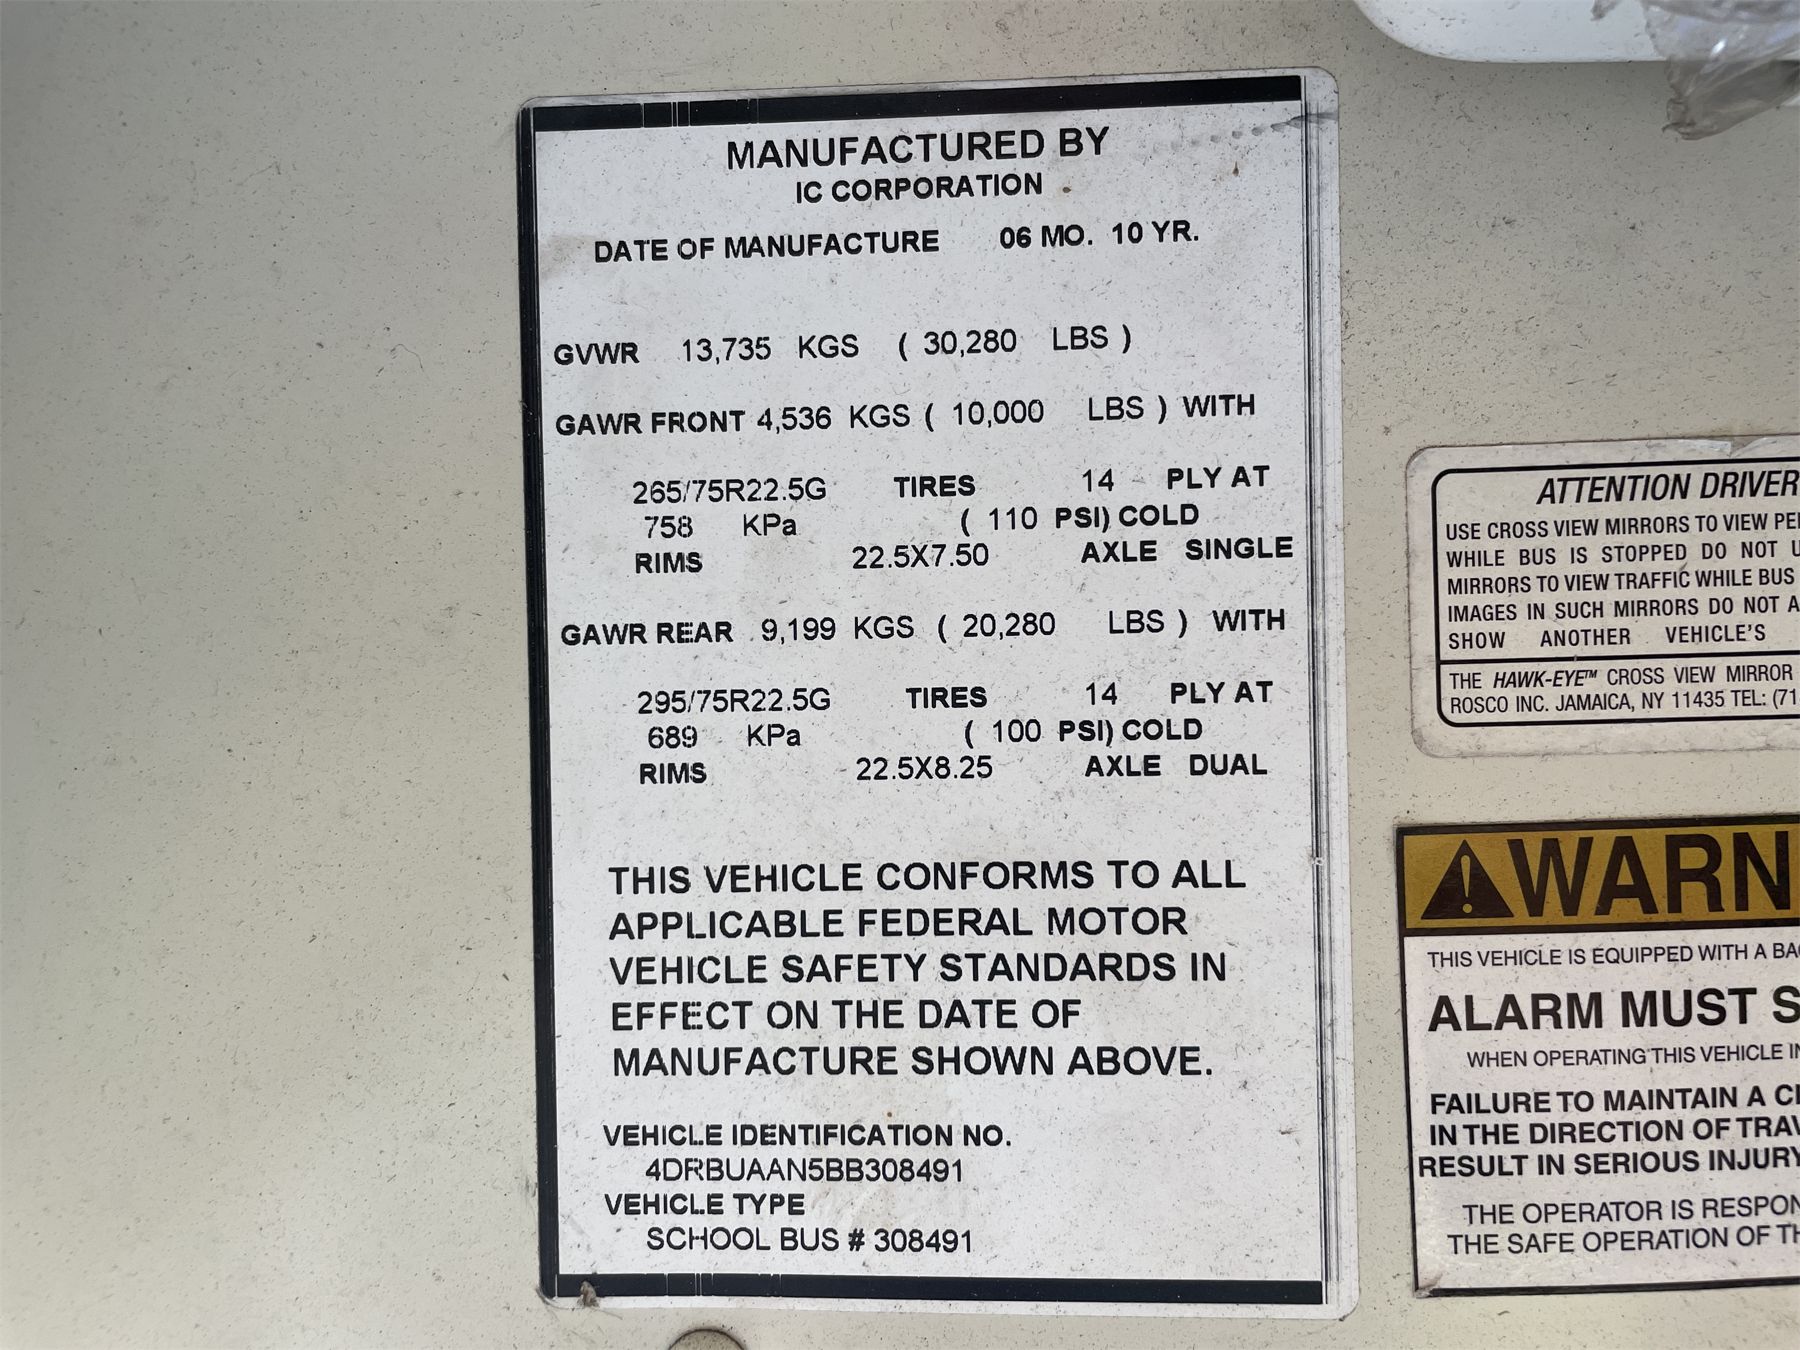 MANUFACTURED BY
IC CORPORATION
DATE OF MANUFACTURE 06 MO. 10 YR.
GVWR 13,735 KGS ( 30,280 LBS )
GAWR FRONT 4,536 KGS ( 10,000 LBS ) WITH
265/75R22.5G TIRES 14 PLY AT
758 KPa ( 110 PSI) COLD
RIMS 22.5X7.50 AXLE SINGLE
GAWR REAR 9,199 KGS ( 20,280 LBS ) WITH
295/75R22.5G TIRES 14 PLY AT
689 KPa ( 100 PSI) COLD
RIMS 22.5X8.25 AXLE DUAL
THIS VEHICLE CONFORMS TO ALL
APPLICABLE FEDERAL MOTOR
VEHICLE SAFETY STANDARDS IN
EFFECT ON THE DATE OF
MANUFACTURE SHOWN ABOVE.
VEHICLE IDENTIFICATION NO.
4DRBUAAN5BB308491
VEHICLE TYPE
SCHOOL BUS # 308491
ATTENTION DRIVER
USE CROSS VIEW MIRRORS TO VIEW
WHILE BUS IS STOPPED DO NOT
MIRRORS TO VIEW TRAFFIC WHILE BUS
IMAGES IN SUCH MIRRORS DO NOT
SHOW ANOTHER VEHICLE'S
THE HAWK-EYE™ CROSS VIEW MIRROR
ROSCO INC. JAMAICA, NY 11435 TEL:
WARN
THIS VEHICLE IS EQUIPPED WITH A
ALARM MUST
WHEN OPERATING THIS VEHICLE
FAILURE TO MAINTAIN A
IN THE DIRECTION OF
RESULT IN SERIOUS INJURY
THE OPERATOR IS
THE SAFE OPERATION OF